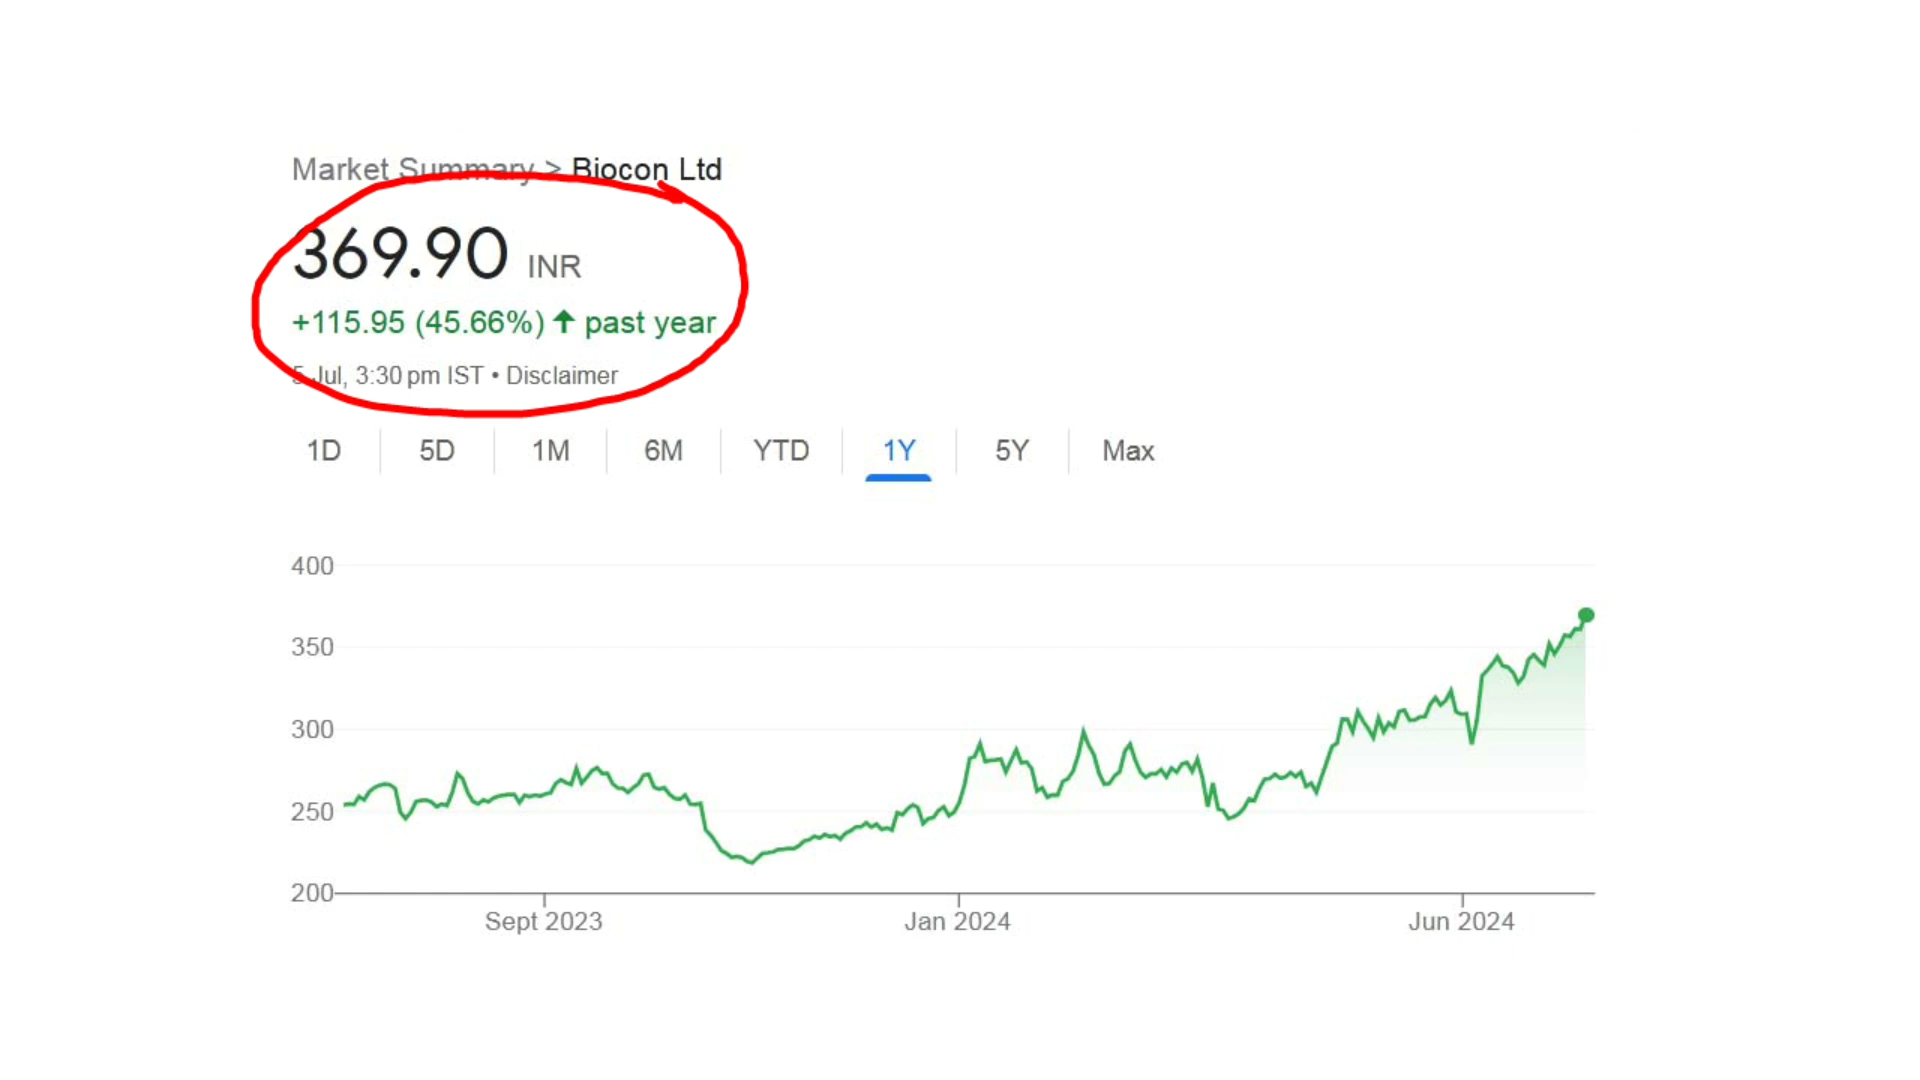 Market Summary > Biocon Ltd
369.90 INR
+115.95 (45.66%) ↑ past year
5 Jul, 3:30 pm IST • Disclaimer
1D 5D 1M 6M YTD 1Y 5Y Max
400
350
300
250
200
Sept 2023 Jan 2024 Jun 2024